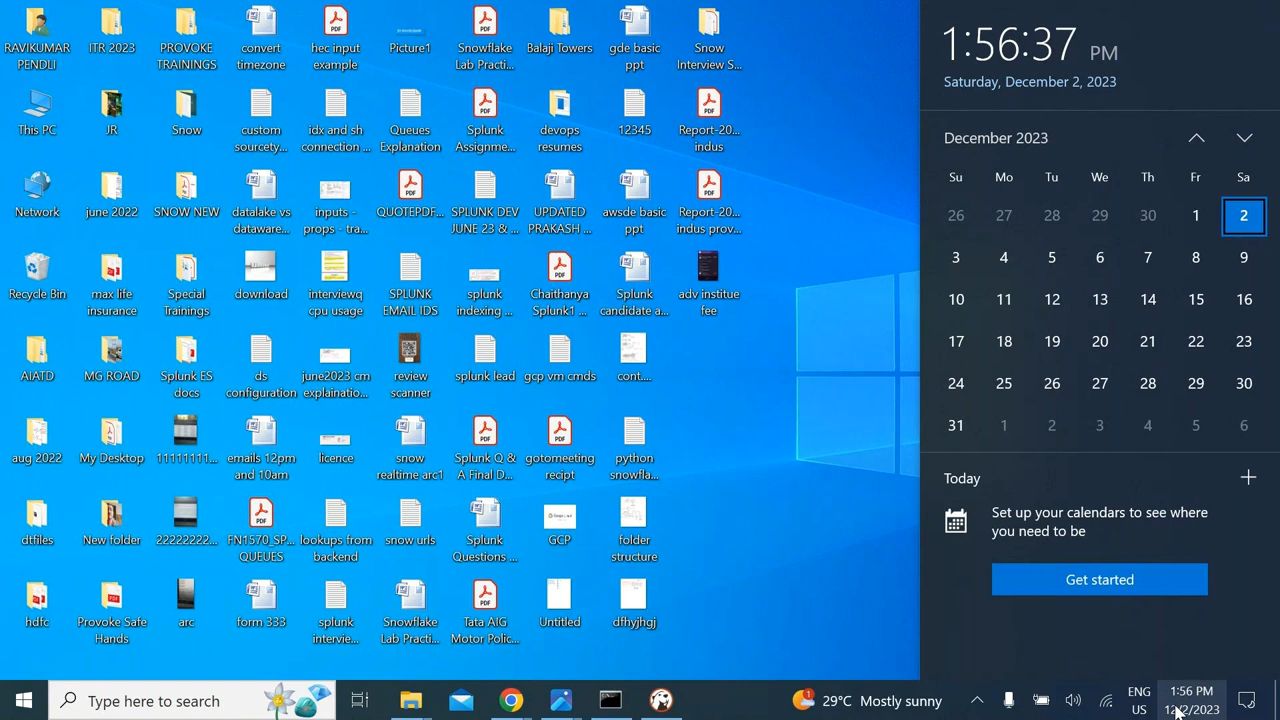 RAVIKUMAR
PENDLI
ITR 2023
PROVOKE
TRAININGS
convert
timezone
hec input
example
Picture1
Snowflake
Lab Practi...
Balaji Towers
gde basic
ppt
Snow
Interview S...
This PC
JR
Snow
custom
sourcety...
idx and sh
connection ...
Queues
Explanation
Splunk
Assignme...
devops
resumes
12345
Report-20...
indus
Network
june 2022
SNOW NEW
datalake vs
dataware...
inputs -
props - tra...
QUOTEPDF...
SPLUNK DEV
JUNE 23 & ...
UPDATED
PRAKASH ...
awsde basic
ppt
Report-20...
indus prov...
Recycle Bin
max life
insurance
Special
Trainings
download
interviewq
cpu usage
SPLUNK
EMAIL IDS
splunk
indexing ...
Chaithanya
Splunk1 ...
Splunk
candidate a...
adv institue
fee
AIATD
MG ROAD
Splunk ES
docs
ds
configuration
june2023 cm
explainatio...
review
scanner
splunk lead
gcp vm cmds
cont....
aug 2022
My Desktop
11111111...
emails 12pm
and 10am
licence
snow
realtime arc1
Splunk Q &
A Final D...
gotomeeting
recipt
python
snowfla...
dtfiles
New folder
22222222...
FN1570_SP...
QUEUES
lookups from
backend
snow urls
Splunk
Questions ...
GCP
folder
structure
hdfc
Provoke Safe
Hands
arc
form 333
splunk
intervie...
Snowflake
Lab Practi...
Tata AIG
Motor Polic...
Untitled
dfhyjhgj
1:56:37 PM
Saturday, December 2, 2023
December 2023
Su Mo Tu We Th Fr Sa
26 27 28 29 30 1 2
3 4 5 6 7 8 9
10 11 12 13 14 15 16
17 18 19 20 21 22 23
24 25 26 27 28 29 30
31 1 2 3 4 5 6
Today
Set up your calendars to see where
you need to be
Get started
Type here to search
1
29°C Mostly sunny
ENG
US
1:56 PM
12/2/2023